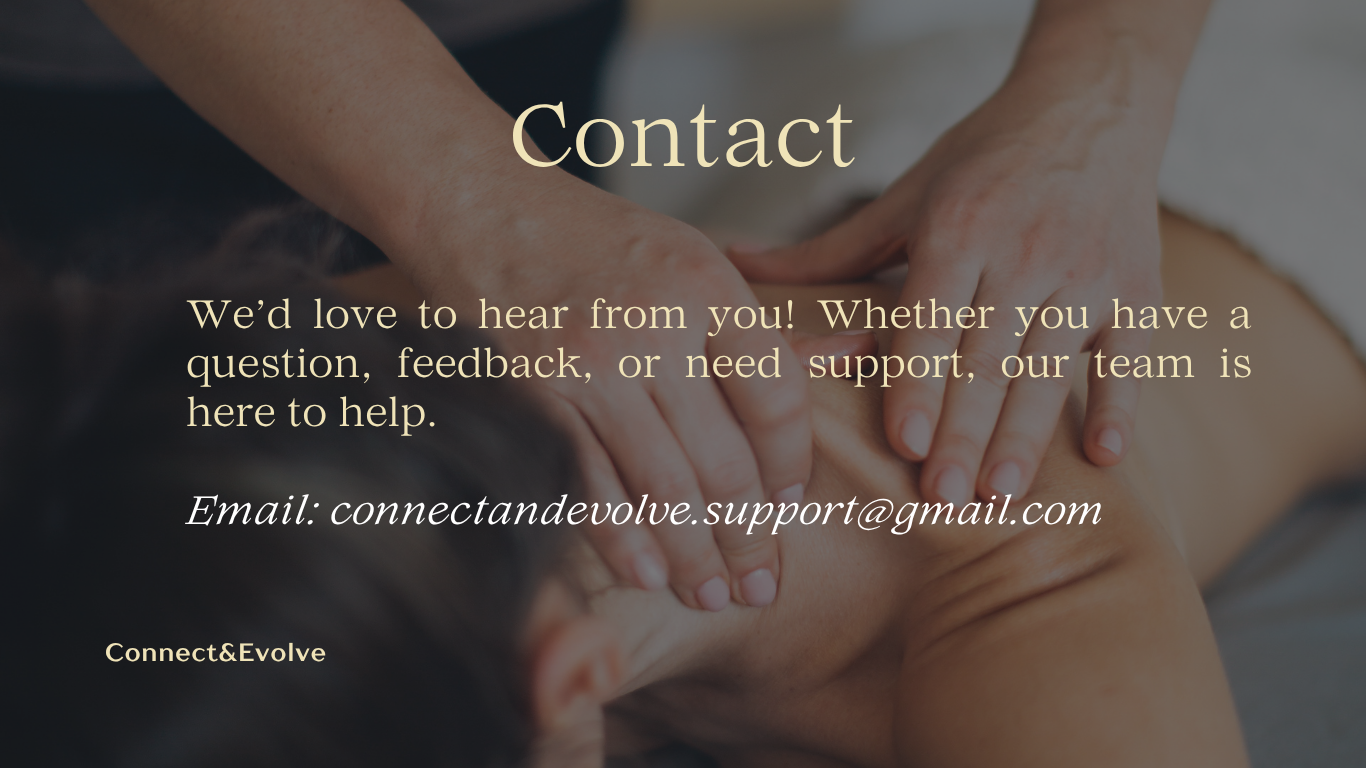 Contact
We’d love to hear from you! Whether you have a
question, feedback, or need support, our team is
here to help.
Email: connectandevolve.support@gmail.com
Connect&Evolve